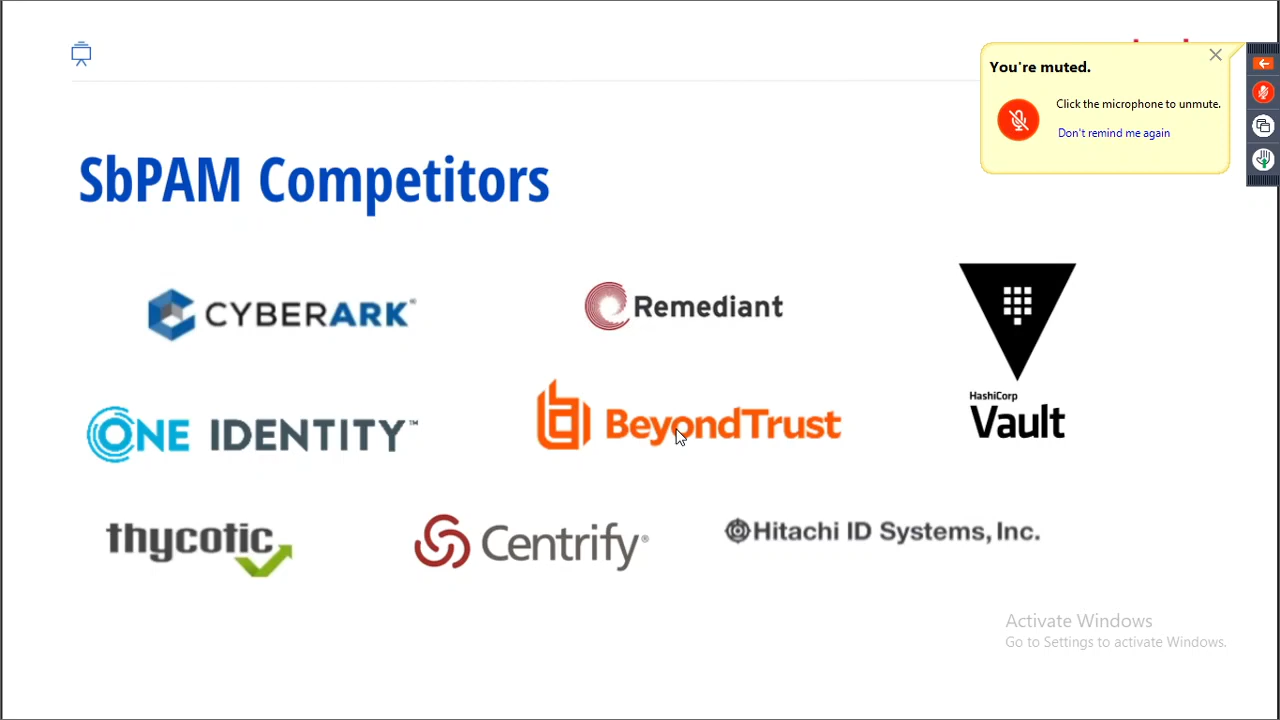 You're muted.
Click the microphone to unmute.
Don't remind me again
SbPAM Competitors
CYBERARK®
Remediant
HashiCorp
Vault
ONE IDENTITY™
BeyondTrust
thycotic
Centrify®
Hitachi ID Systems, Inc.
Activate Windows
Go to Settings to activate Windows.